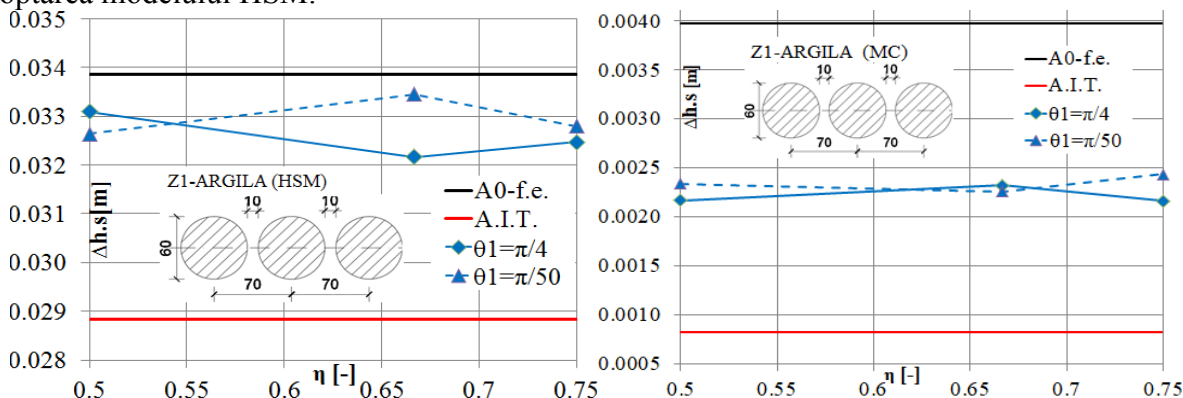 optarea modelului HSM.
0.035
0.034
0.033
0.032
0.031
0.030
0.029
0.028
Δh.s[m]
Z1-ARGILA (HSM)
10
10
60
70
70
A0-f.e.
A.I.T.
θ1=π/4
θ1=π/50
0.5
0.55
0.6
η [-]
0.65
0.7
0.75
0.0040
0.0035
0.0030
0.0025
0.0020
0.0015
0.0010
0.0005
Δh.s [m]
Z1-ARGILA (MC)
10
10
60
70
70
A0-f.e.
A.I.T.
θ1=π/4
θ1=π/50
0.5
0.55
0.6
η [-]
0.65
0.7
0.75